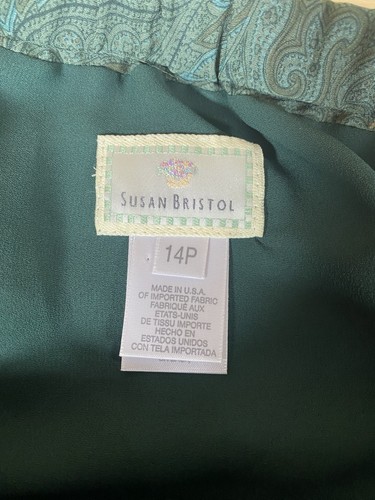 SUSAN BRISTOL
14P
MADE IN U.S.A.
OF IMPORTED FABRIC
FABRIQUÉ AUX
ETATS-UNIS
DE TISSU IMPORTE
HECHO EN
ESTADOS UNIDOS
CON TELA IMPORTADA